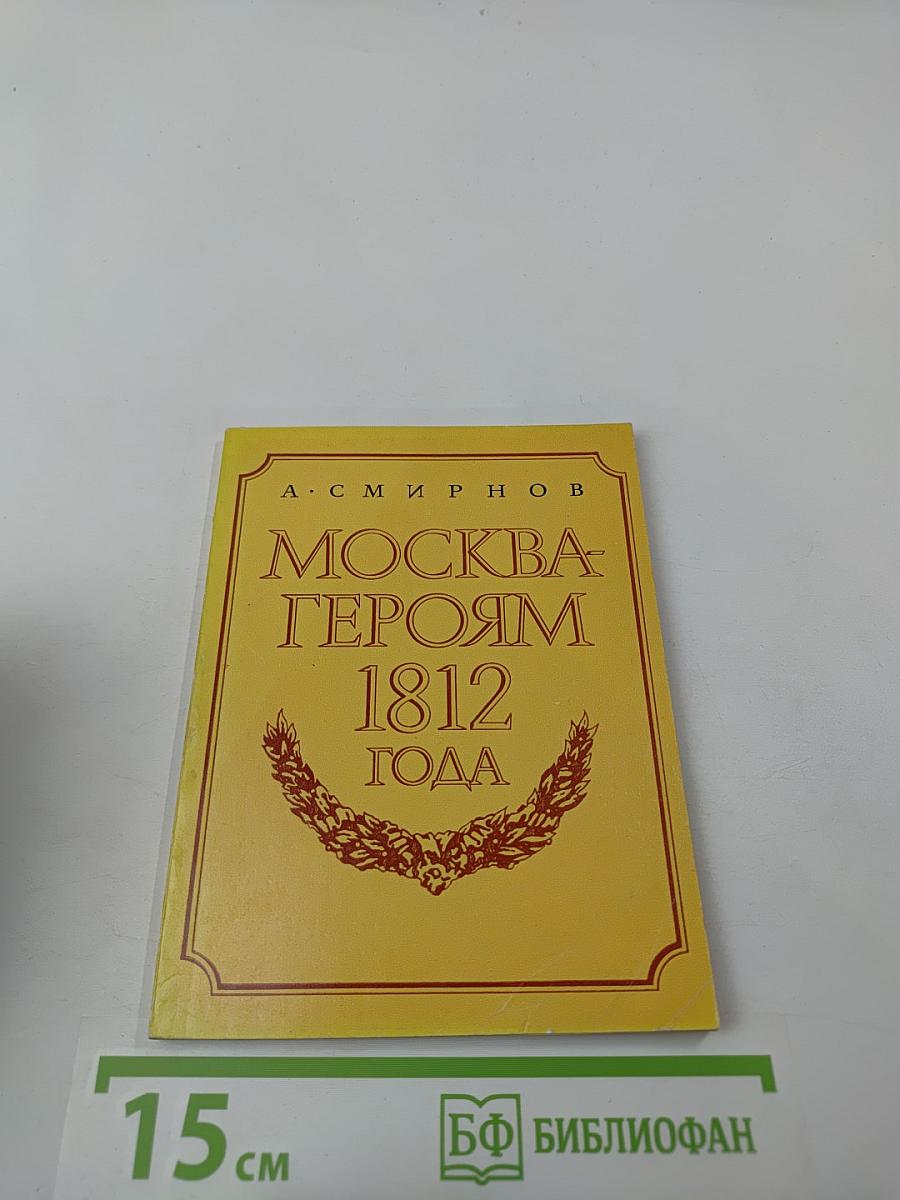 А · СМИРНОВ
МОСКВА-
ГЕРОЯМ
1812
ГОДА
15 см
БФ БИБЛИОФАН